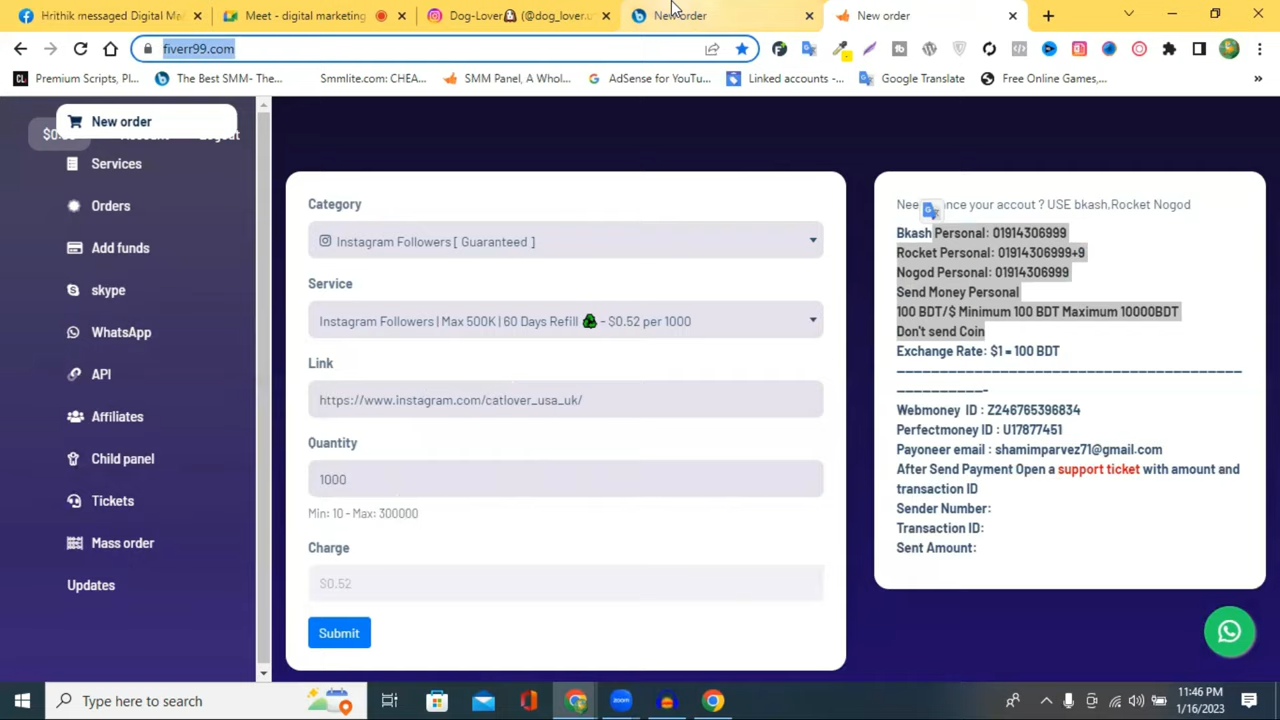 Hrithik messaged Digital Ma
Meet - digital marketing
Dog-Lover
(@dog_lover.u
New order
New order
fiverr99.com
Premium Scripts, Pl...
The Best SMM- The...
Smmlite.com: CHEA...
SMM Panel, A Whol...
AdSense for YouTu...
Linked accounts -...
Google Translate
Free Online Games,...
»
New order
Services
Orders
Add funds
skype
WhatsApp
API
Affiliates
Child panel
Tickets
Mass order
Updates
Category
Instagram Followers [ Guaranteed ]
Service
Instagram Followers | Max 500K | 60 Days Refill ♻ - $0.52 per 1000
Link
https://www.instagram.com/catlover_usa_uk/
Quantity
1000
Min: 10 - Max: 300000
Charge
$0.52
Submit
your accout ? USE bkash,Rocket Nogod
Bkash Personal: 01914306999
Rocket Personal: 01914306999+9
Nogod Personal: 01914306999
Send Money Personal
100 BDT/$ Minimum 100 BDT Maximum 10000BDT
Don't send Coin
Exchange Rate: $1 = 100 BDT
Webmoney ID : Z246765396834
Perfectmoney ID : U17877451
Payoneer email : shamimparvez71@gmail.com
After Send Payment Open a support ticket with amount and
transaction ID
Sender Number:
Transaction ID:
Sent Amount:
Type here to search
zoom
11:46 PM
1/16/2023